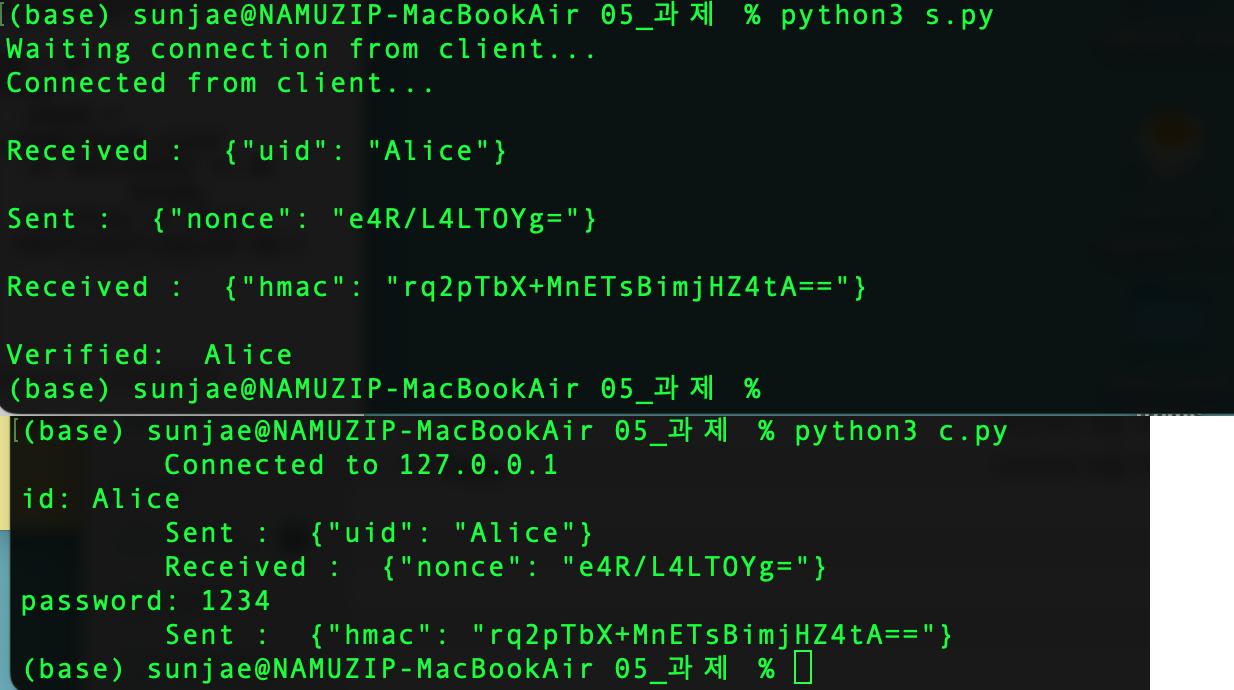 (base) sunjae@NAMUZIP-MacBookAir 05_과제 % python3 s.py
Waiting connection from client...
Connected from client...
Received :  {"uid": "Alice"}
Sent :  {"nonce": "e4R/L4LTOYg="}
Received :  {"hmac": "rq2pTbX+MnETsBimjHZ4tA=="}
Verified:  Alice
(base) sunjae@NAMUZIP-MacBookAir 05_과제 %
(base) sunjae@NAMUZIP-MacBookAir 05_과제 % python3 c.py
Connected to 127.0.0.1
id: Alice
Sent :  {"uid": "Alice"}
Received :  {"nonce": "e4R/L4LTOYg="}
password: 1234
Sent :  {"hmac": "rq2pTbX+MnETsBimjHZ4tA=="}
(base) sunjae@NAMUZIP-MacBookAir 05_과제 %